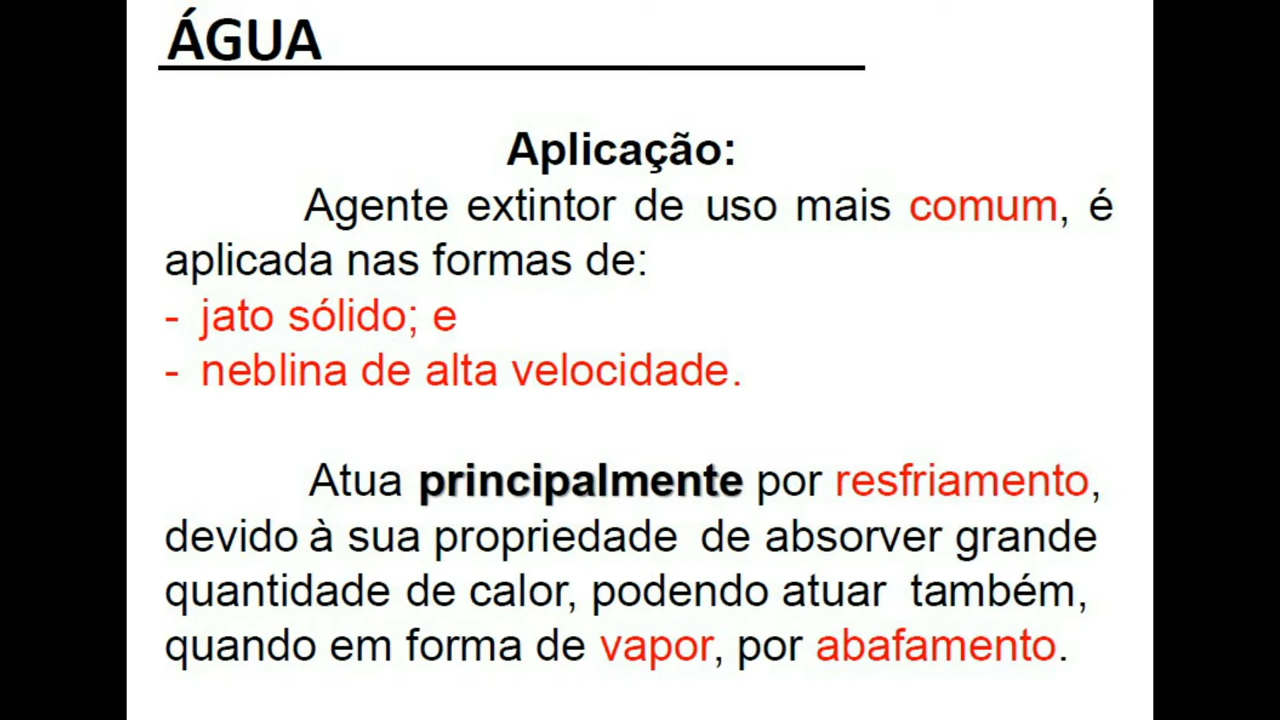 ÁGUA
Aplicação:
Agente extintor de uso mais comum, é
aplicada nas formas de:
- jato sólido; e
- neblina de alta velocidade.
Atua principalmente por resfriamento,
devido à sua propriedade de absorver grande
quantidade de calor, podendo atuar também,
quando em forma de vapor, por abafamento.